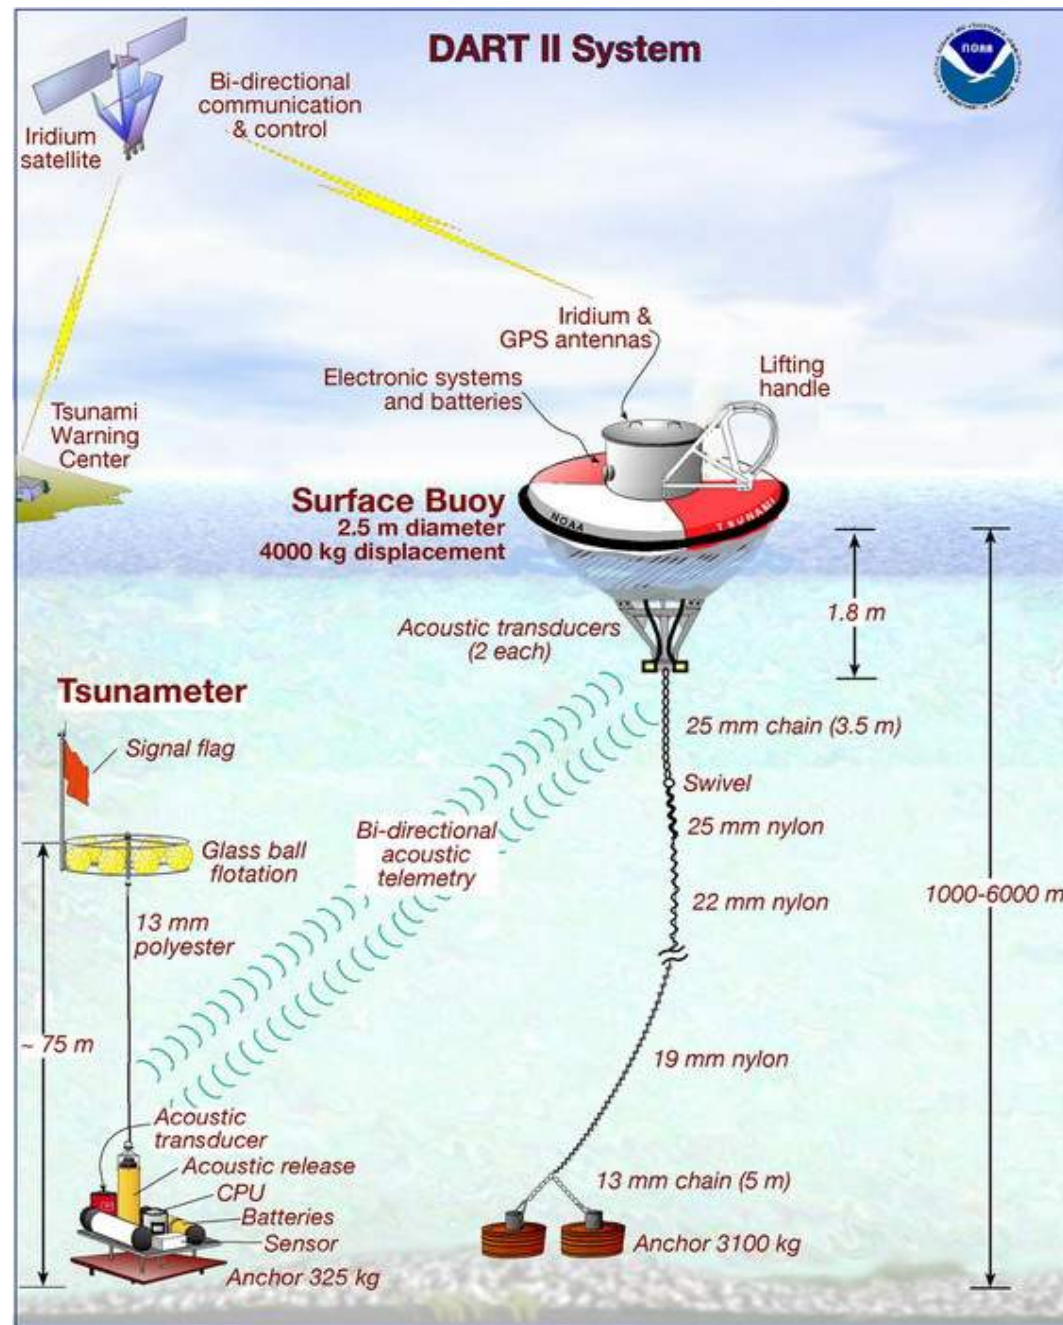 DART II System
NOAA
Bi-directional
communication
& control
Iridium
satellite
Iridium &
GPS antennas
Lifting
handle
Electronic systems
and batteries
Tsunami
Warning
Center
Surface Buoy
2.5 m diameter
4000 kg displacement
NOAA
TSUNAMI
1.8 m
Acoustic transducers
(2 each)
Tsunameter
Signal flag
25 mm chain (3.5 m)
Swivel
25 mm nylon
Bi-directional
acoustic
telemetry
Glass ball
flotation
22 mm nylon
1000-6000 m
13 mm
polyester
~ 75 m
19 mm nylon
Acoustic
transducer
Acoustic release
CPU
Batteries
Sensor
Anchor 325 kg
13 mm chain (5 m)
Anchor 3100 kg